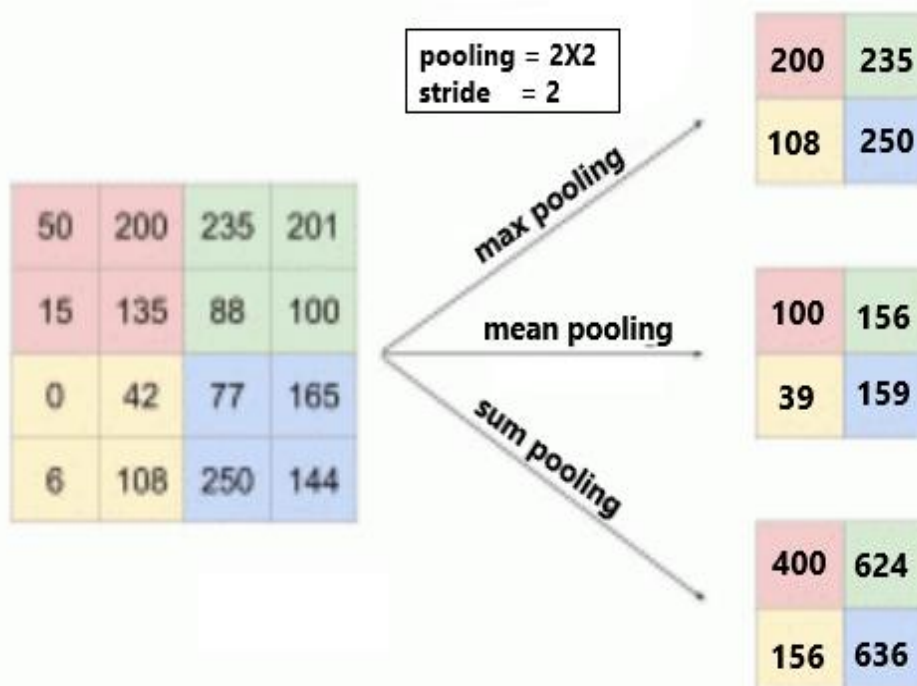 pooling = 2X2
stride = 2
50 200 235 201
15 135 88 100
0 42 77 165
6 108 250 144
max pooling
200 235
108 250
mean pooling
100 156
39 159
sum pooling
400 624
156 636